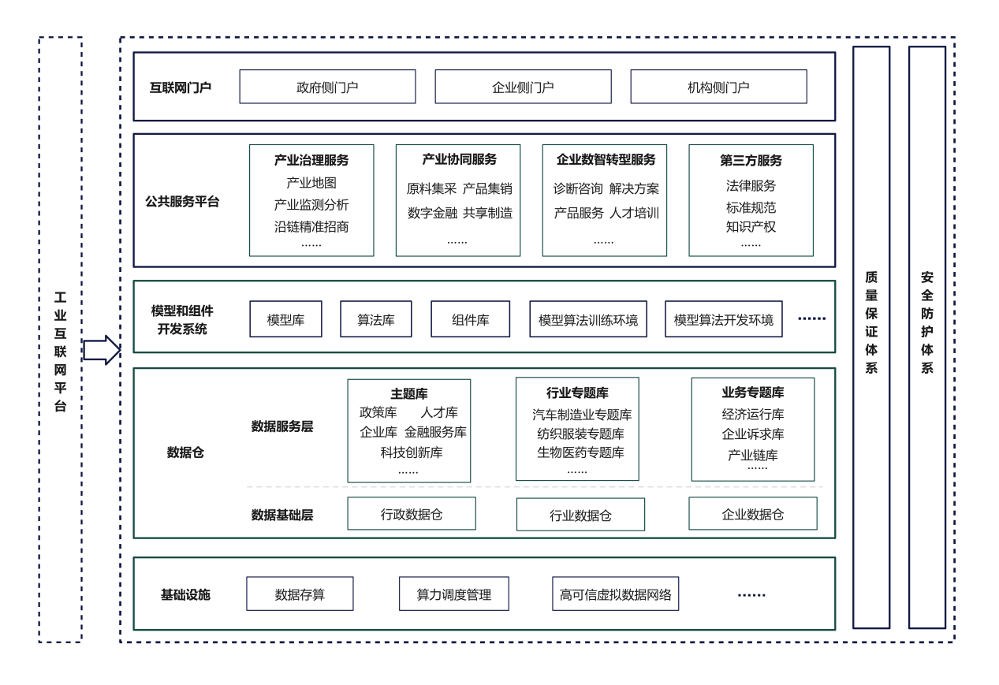 工业互联网平台
互联网门户
政府侧门户
企业侧门户
机构侧门户
公共服务平台
产业治理服务
产业地图
产业监测分析
沿链精准招商
……
产业协同服务
原料集采 产品集销
数字金融 共享制造
……
企业数智转型服务
诊断咨询 解决方案
产品服务 人才培训
……
第三方服务
法律服务
标准规范
知识产权
……
模型和组件
开发系统
模型库
算法库
组件库
模型算法训练环境
模型算法开发环境
……
数据仓
数据服务层
主题库
政策库 人才库
企业库 金融服务库
科技创新库
……
行业专题库
汽车制造业专题库
纺织服装专题库
生物医药专题库
……
业务专题库
经济运行库
企业诉求库
产业链库
……
数据基础层
行政数据仓
行业数据仓
企业数据仓
基础设施
数据存算
算力调度管理
高可信虚拟数据网络
……
质量保证体系
安全防护体系